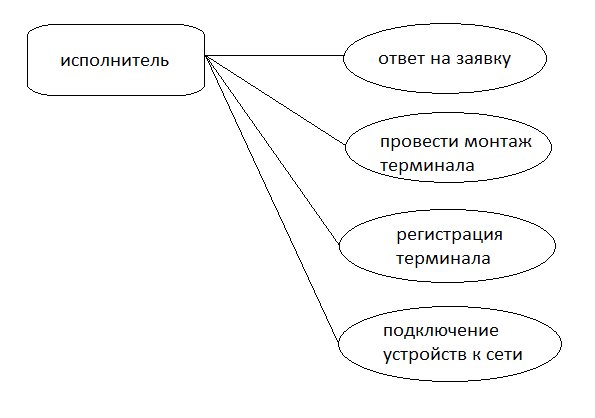 исполнитель
ответ на заявку
провести монтаж
терминала
регистрация
терминала
подключение
устройств к сети